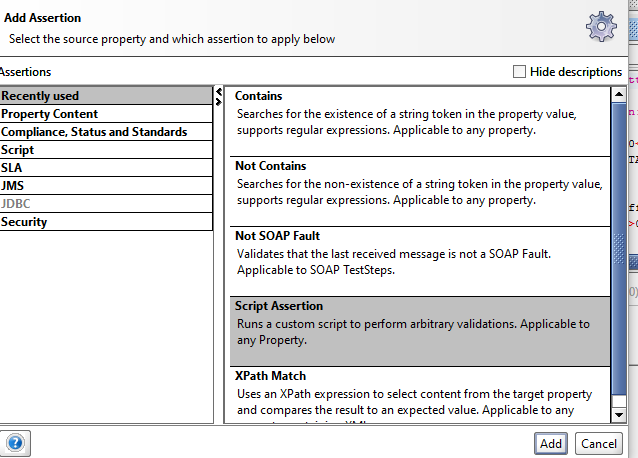 Add Assertion
Select the source property and which assertion to apply below
Assertions
Hide descriptions
Recently used
Property Content
Compliance, Status and Standards
Script
SLA
JMS
JDBC
Security
Contains
Searches for the existence of a string token in the property value,
supports regular expressions. Applicable to any property.
Not Contains
Searches for the non-existence of a string token in the property value,
supports regular expressions. Applicable to any property.
Not SOAP Fault
Validates that the last received message is not a SOAP Fault.
Applicable to SOAP TestSteps.
Script Assertion
Runs a custom script to perform arbitrary validations. Applicable to
any Property.
XPath Match
Uses an XPath expression to select content from the target property
and compares the result to an expected value. Applicable to any
Add
Cancel